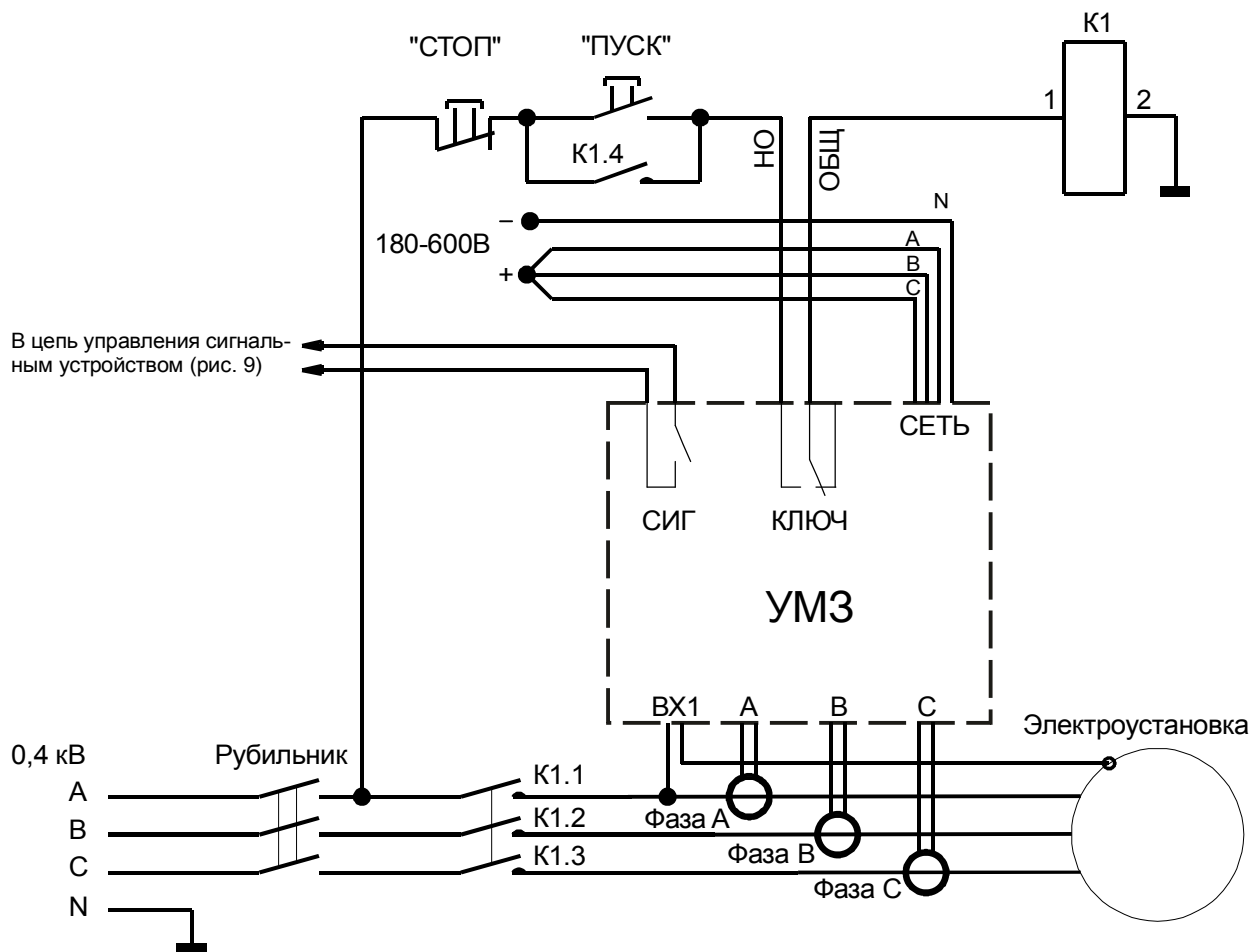 К1
"СТОП"
"ПУСК"
1
2
К1.4
НО
ОБЩ
N
–
180-600В
A
B
C
+
В цепь управления сигналь-
ным устройством (рис. 9)
СЕТЬ
СИГ
КЛЮЧ
УМЗ
ВХ1
A
B
C
Электроустановка
0,4 кВ
Рубильник
К1.1
A
Фаза А
К1.2
B
Фаза В
К1.3
C
Фаза С
N